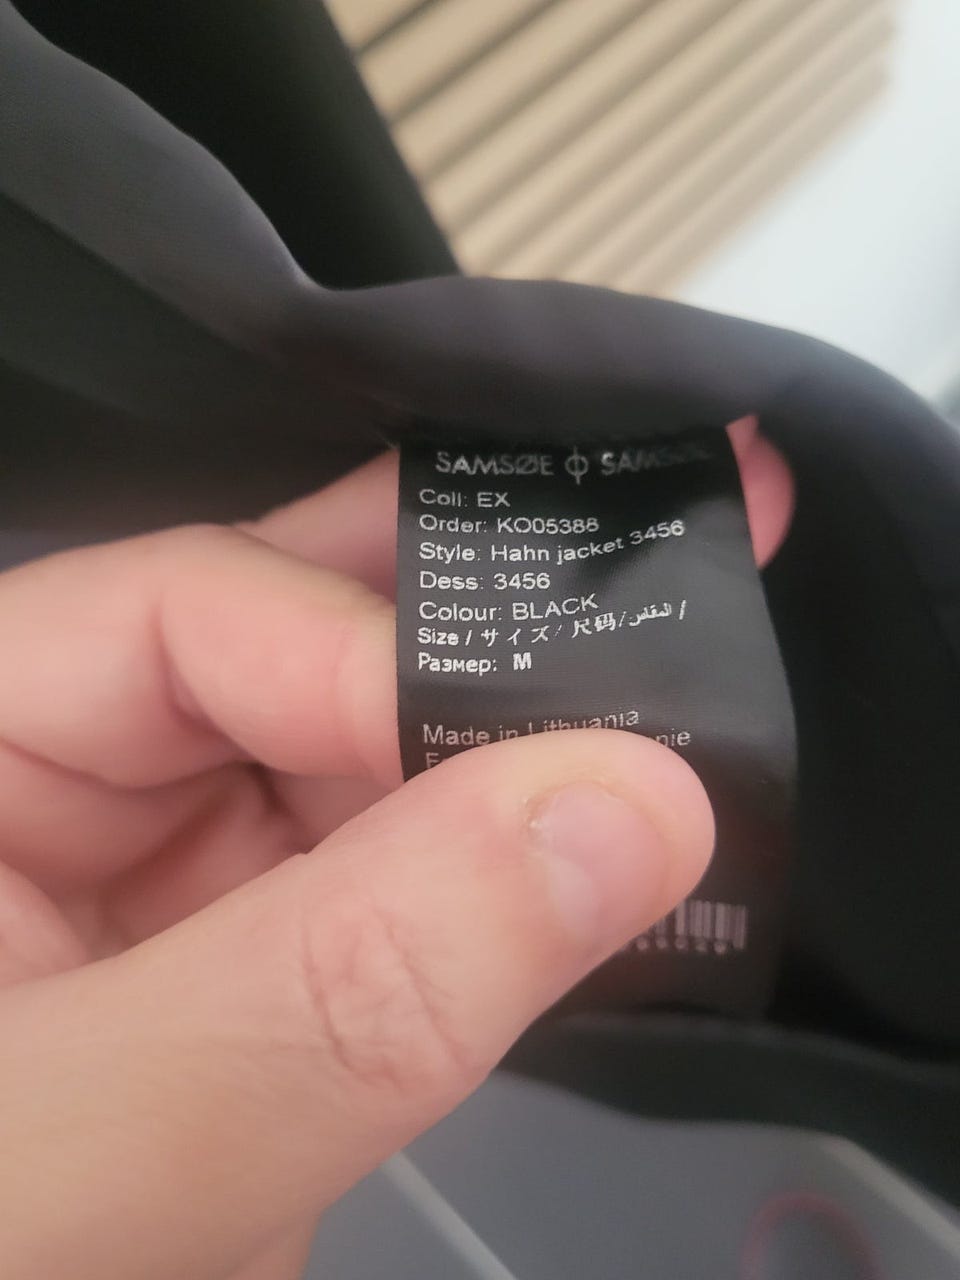 SAMSØE ϕ SAMSØE
Coll: EX
Order: KO05388
Style: Hahn jacket 3456
Dess: 3456
Colour: BLACK
Size / サイズ / 尺码/المقاس /
Размер: M
Made in Lithuania